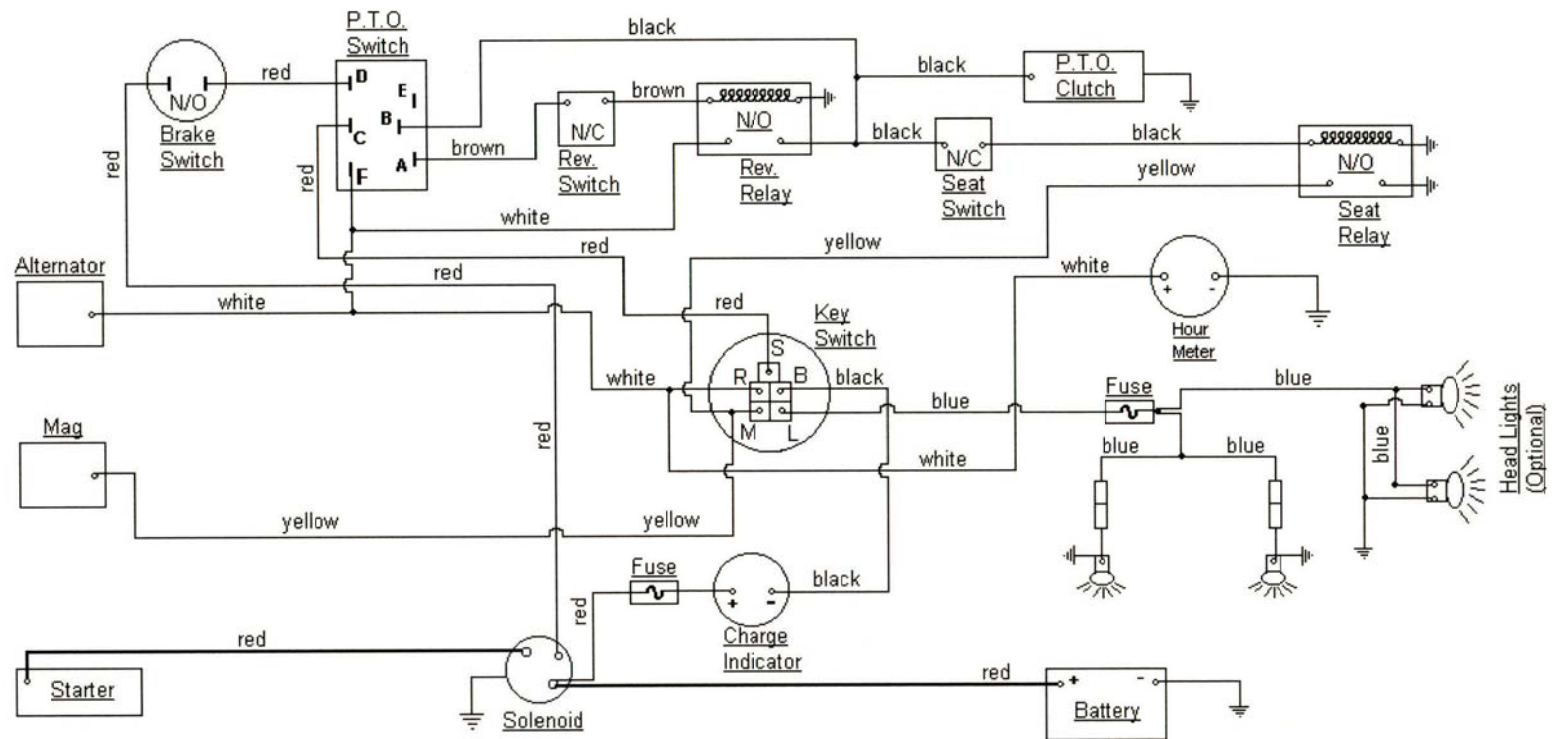 P.T.O.
Switch
black
red
D
E
B
C
A
F
N/O
Brake
Switch
brown
N/C
Rev.
Switch
brown
N/O
Rev.
Relay
black
P.T.O.
Clutch
black
N/C
Seat
Switch
black
yellow
N/O
Seat
Relay
red
red
white
red
red
yellow
Alternator
white
red
Key
Switch
S
R
B
M
L
white
black
white
+
-
Hour
Meter
Fuse
blue
blue
blue
blue
blue
Head Lights
(Optional)
Mag
red
white
yellow
yellow
Fuse
+
-
black
Charge
Indicator
red
red
Starter
Solenoid
red
+
-
Battery